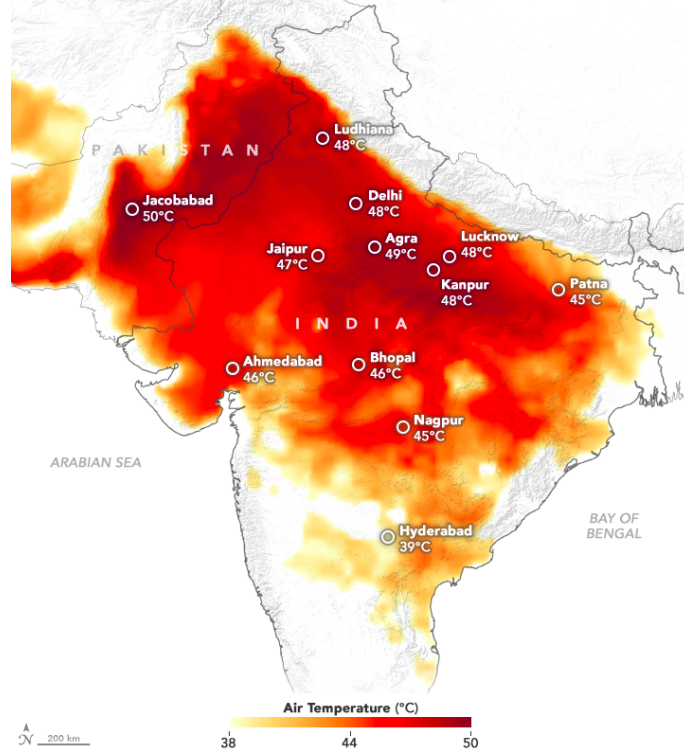 PAKISTAN
Ludhiana
48°C
Jacobabad
50°C
Delhi
48°C
Jaipur
47°C
Agra
49°C
Lucknow
48°C
Kanpur
48°C
Patna
45°C
INDIA
Ahmedabad
46°C
Bhopal
46°C
Nagpur
45°C
ARABIAN SEA
BAY OF
BENGAL
Hyderabad
39°C
Air Temperature (°C)
N
200 km
38
44
50